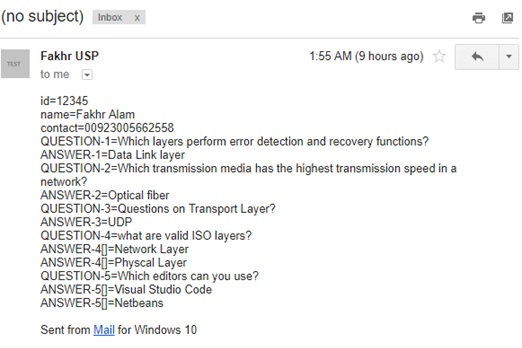 (no subject) Inbox x
Fakhr USP 1:55 AM (9 hours ago)
TEST
to me
id=12345
name=Fakhr Alam
contact=00923005662558
QUESTION-1=Which layers perform error detection and recovery functions?
ANSWER-1=Data Link layer
QUESTION-2=Which transmission media has the highest transmission speed in a
network?
ANSWER-2=Optical fiber
QUESTION-3=Questions on Transport Layer?
ANSWER-3=UDP
QUESTION-4=what are valid ISO layers?
ANSWER-4[]=Network Layer
ANSWER-4[]=Physcal Layer
QUESTION-5=Which editors can you use?
ANSWER-5[]=Visual Studio Code
ANSWER-5[]=Netbeans
Sent from Mail for Windows 10